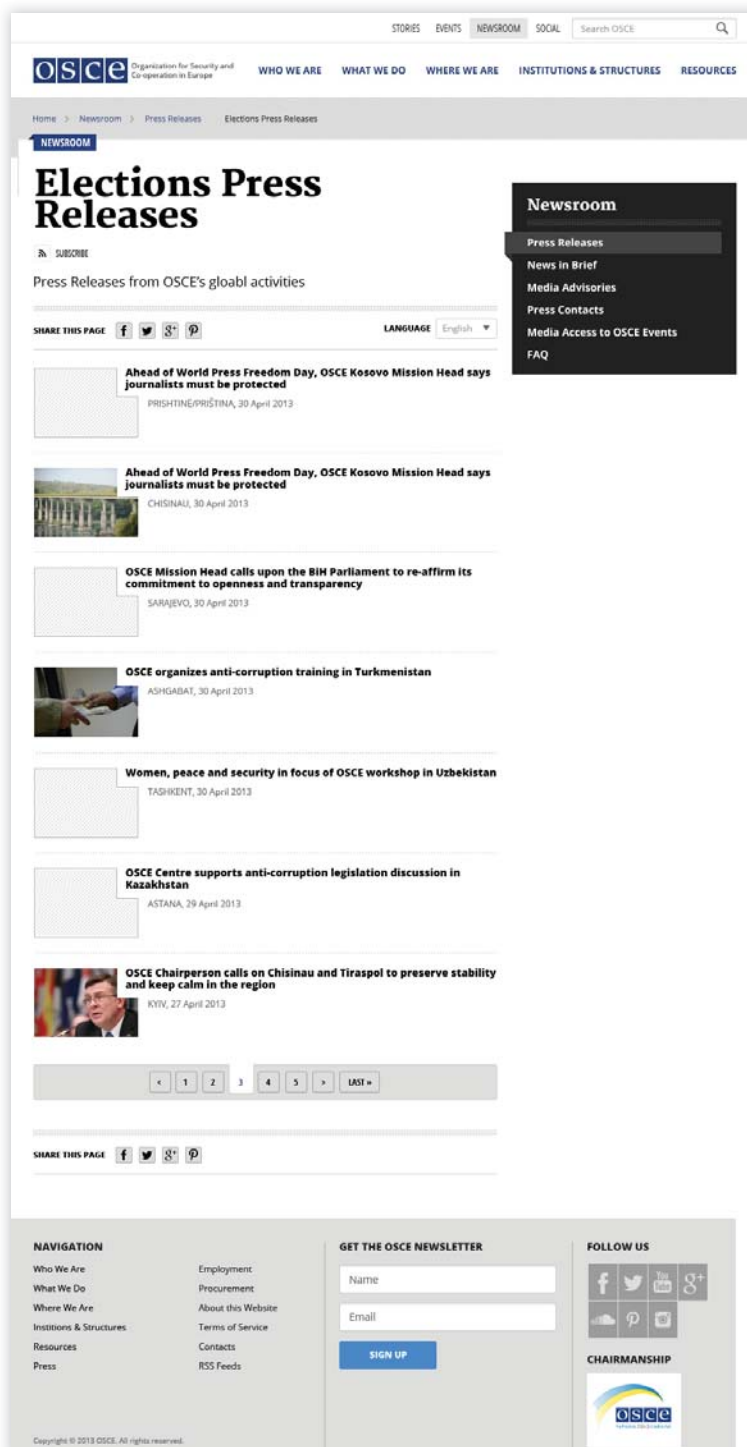 STORIES EVENTS NEWSROOM SOCIAL Search OSCE
OSCE Organization for Security and
Co-operation in Europe
WHO WE ARE WHAT WE DO WHERE WE ARE INSTITUTIONS & STRUCTURES RESOURCES
Home > Newsroom > Press Releases Elections Press Releases
NEWSROOM
Elections Press
Releases
SUBSCRIBE
Press Releases from OSCE's gloabl activities
SHARE THIS PAGE f g+ LANGUAGE English
Newsroom
Press Releases
News in Brief
Media Advisories
Press Contacts
Media Access to OSCE Events
FAQ
Ahead of World Press Freedom Day, OSCE Kosovo Mission Head says
journalists must be protected
PRISHTINË/PRIŠTINA, 30 April 2013
Ahead of World Press Freedom Day, OSCE Kosovo Mission Head says
journalists must be protected
CHISINAU, 30 April 2013
OSCE Mission Head calls upon the BiH Parliament to re-affirm its
commitment to openness and transparency
SARAJEVO, 30 April 2013
OSCE organizes anti-corruption training in Turkmenistan
ASHGABAT, 30 April 2013
Women, peace and security in focus of OSCE workshop in Uzbekistan
TASHKENT, 30 April 2013
OSCE Centre supports anti-corruption legislation discussion in
Kazakhstan
ASTANA, 29 April 2013
OSCE Chairperson calls on Chisinau and Tiraspol to preserve stability
and keep calm in the region
KYIV, 27 April 2013
< 1 2 3 4 5 > LAST »
SHARE THIS PAGE f g+
NAVIGATION
Who We Are
What We Do
Where We Are
Institions & Structures
Resources
Press
Employment
Procurement
About this Website
Terms of Service
Contacts
RSS Feeds
GET THE OSCE NEWSLETTER
Name
Email
SIGN UP
FOLLOW US
f You Tube g+
CHAIRMANSHIP
OSCE
Copyright © 2013 OSCE. All rights reserved.